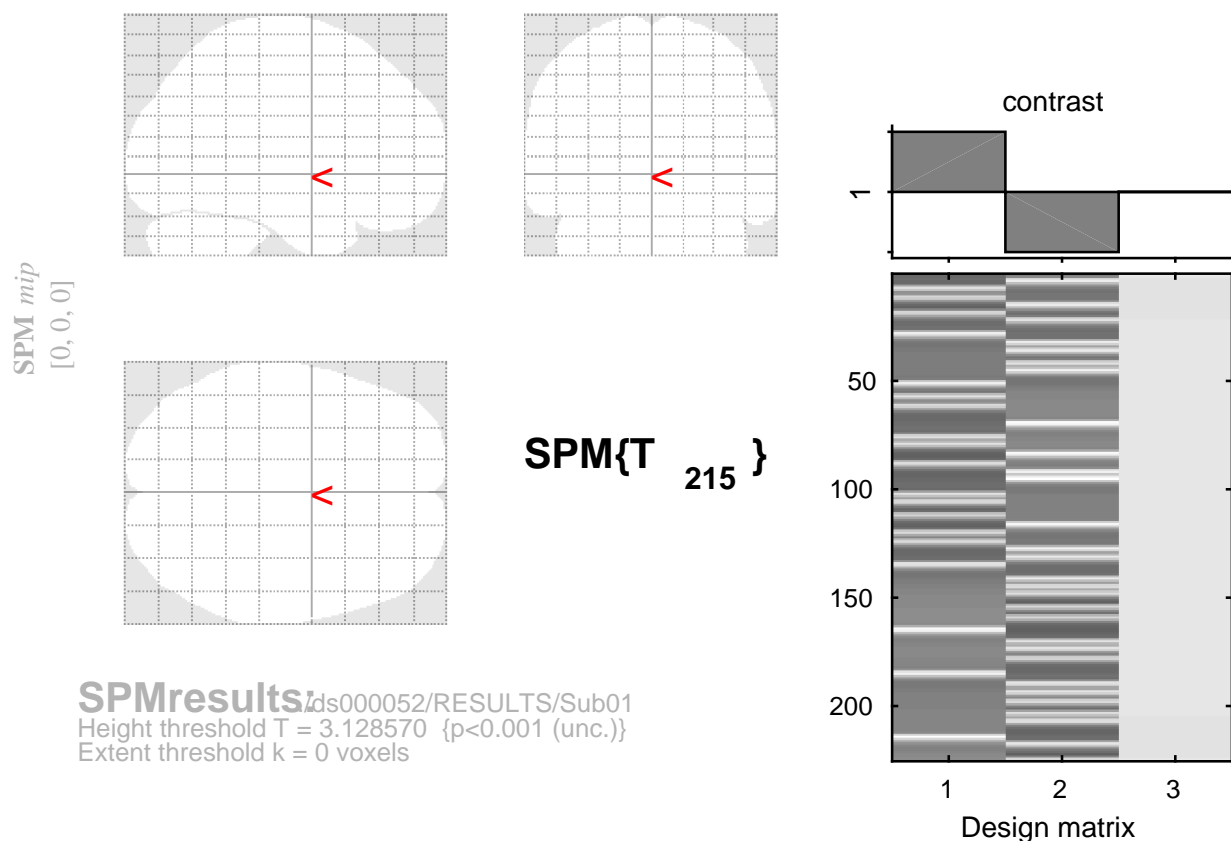 SPM mip
[0, 0, 0]
<
<
<
SPM{T 215 }
SPMresults: ./ds000052/RESULTS/Sub01
Height threshold T = 3.128570 {p<0.001 (unc.)}
Extent threshold k = 0 voxels
contrast
1
50
100
150
200
1 2 3
Design matrix